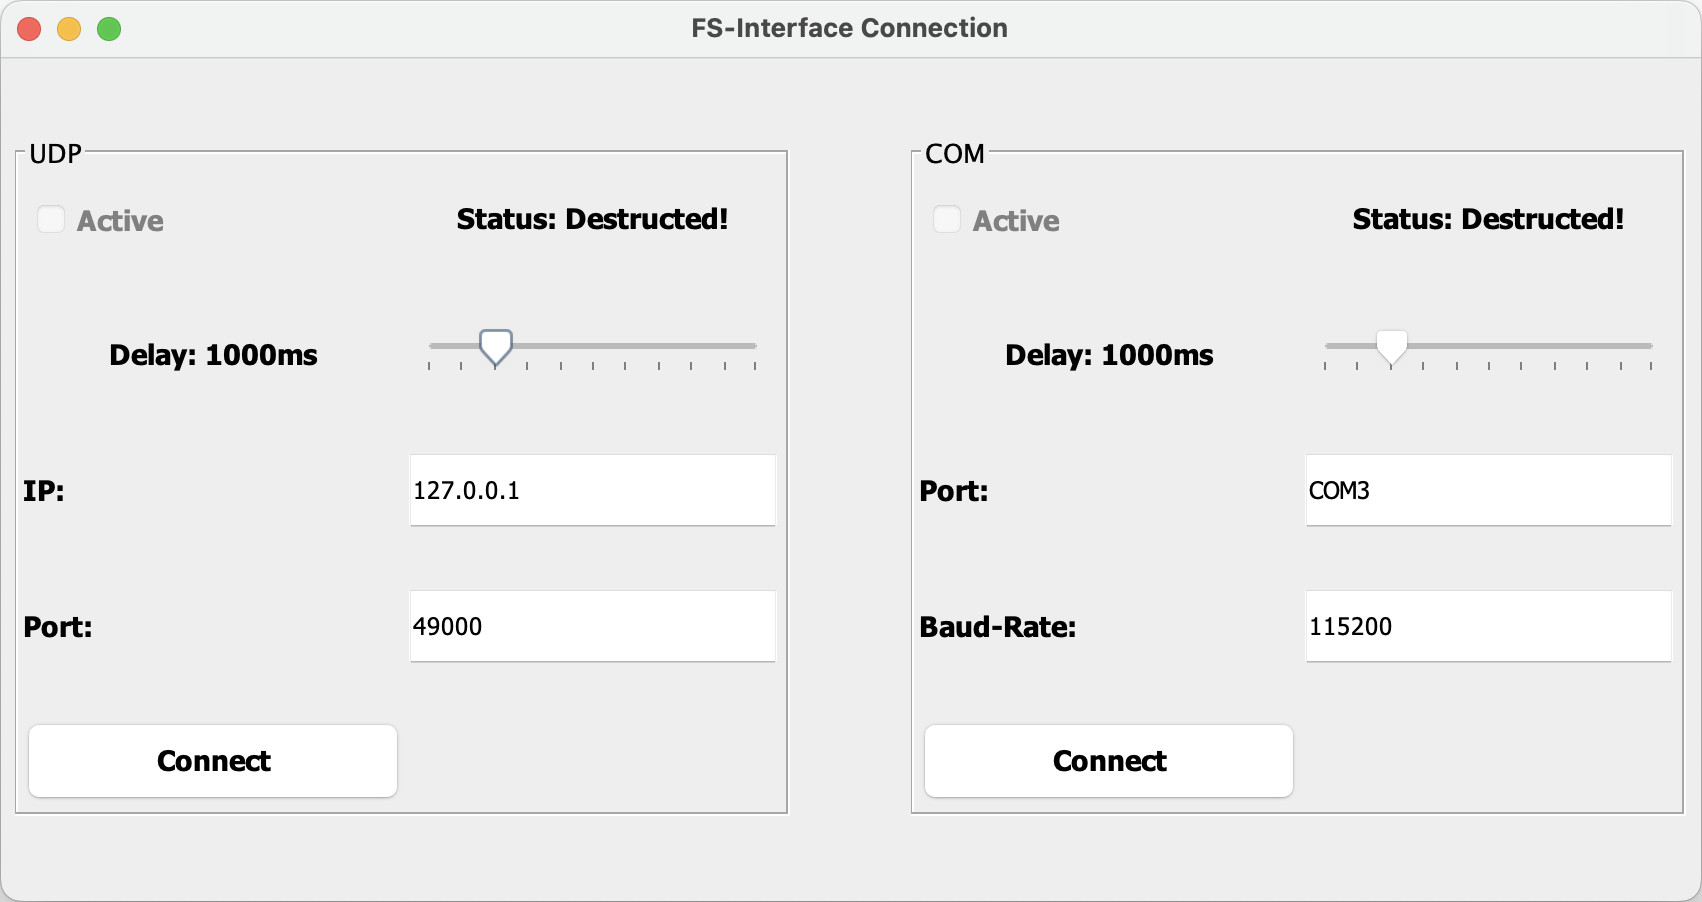 FS-Interface Connection
UDP
Active
Status: Destructed!
Delay: 1000ms
IP:
127.0.0.1
Port:
49000
Connect
COM
Active
Status: Destructed!
Delay: 1000ms
Port:
COM3
Baud-Rate:
115200
Connect